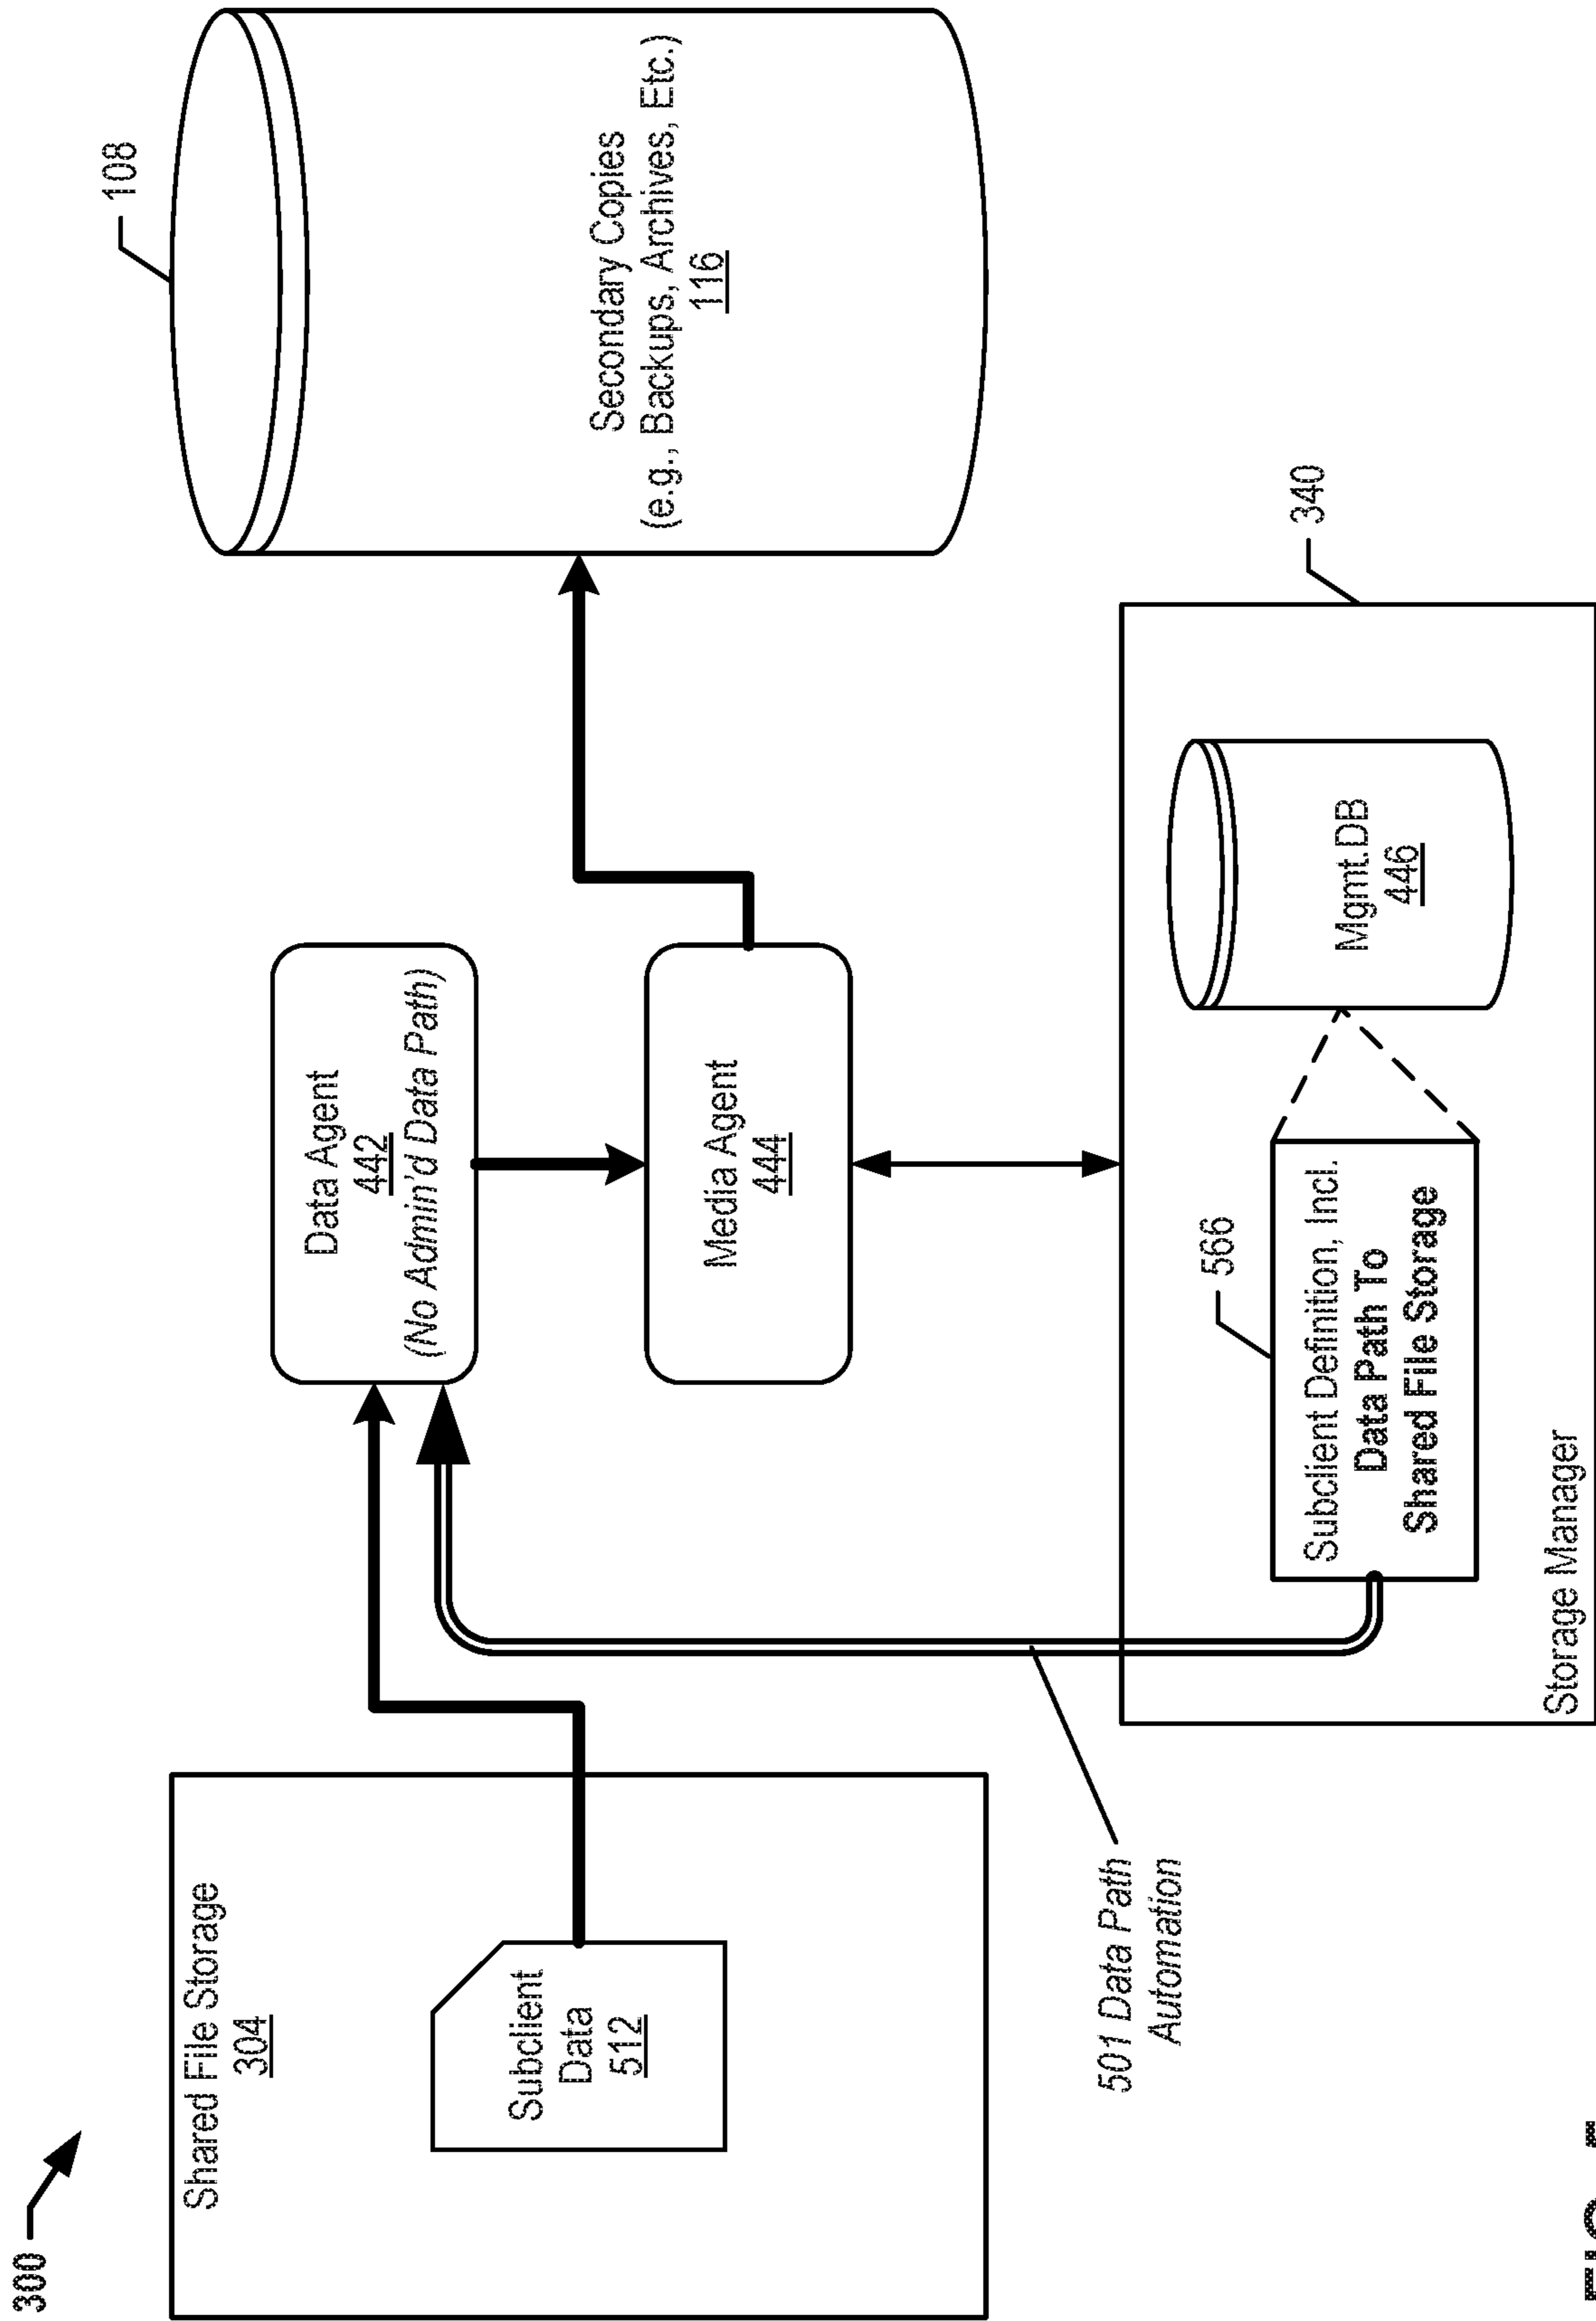 300
Shared File Storage
304
Subclient
Data
512
Data Agent
442
(No Admin'd Data Path)
Media Agent
444
108
Secondary Copies
(e.g., Backups, Archives, Etc.)
116
501 Data Path
Automation
340
566
Subclient Definition, Incl.
Data Path To
Shared File Storage
Mgmt.DB
446
Storage Manager